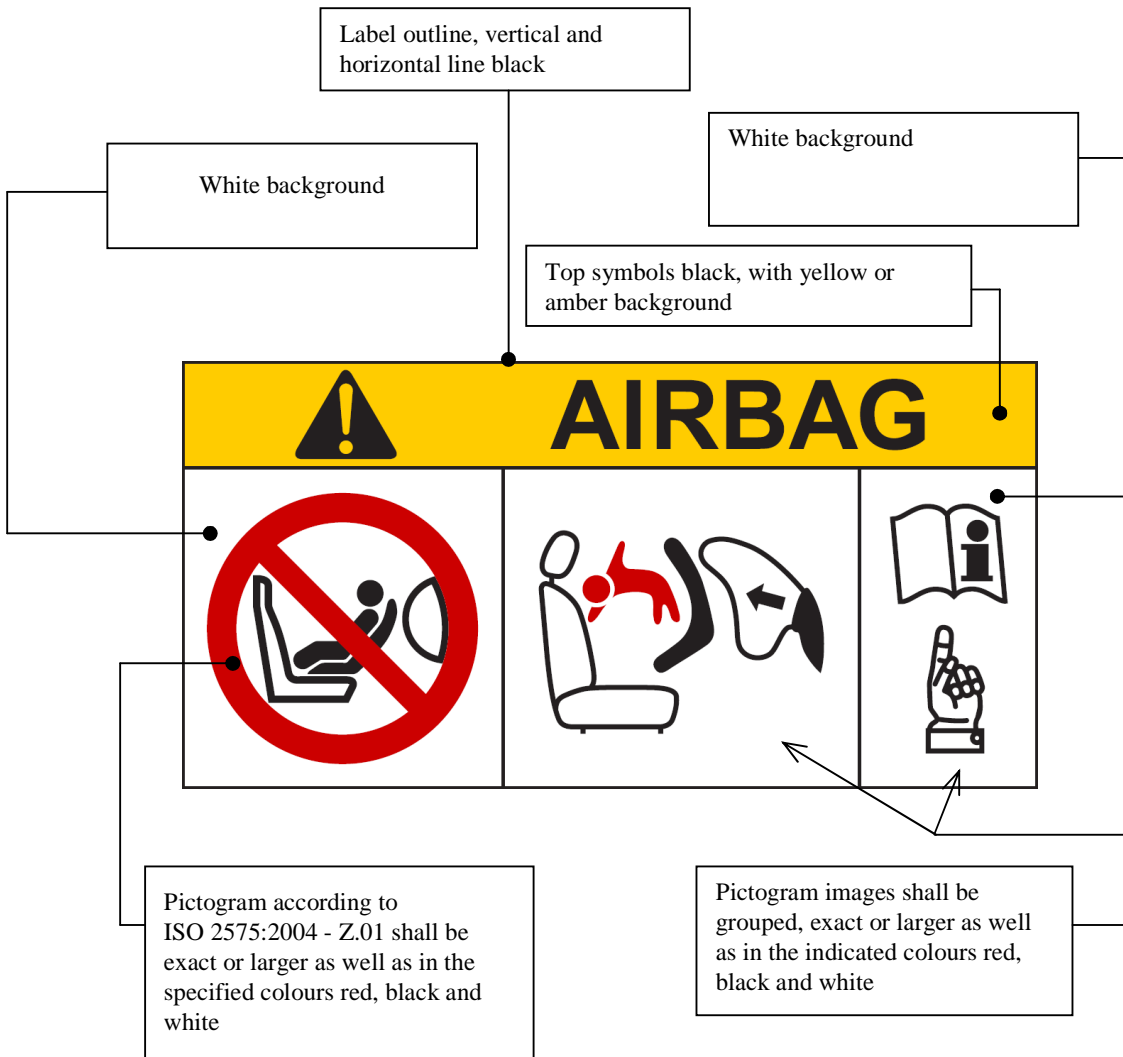 Label outline, vertical and
horizontal line black
White background
White background
Top symbols black, with yellow or
amber background
AIRBAG
Pictogram according to
ISO 2575:2004 - Z.01 shall be
exact or larger as well as in the
specified colours red, black and
white
Pictogram images shall be
grouped, exact or larger as well
as in the indicated colours red,
black and white